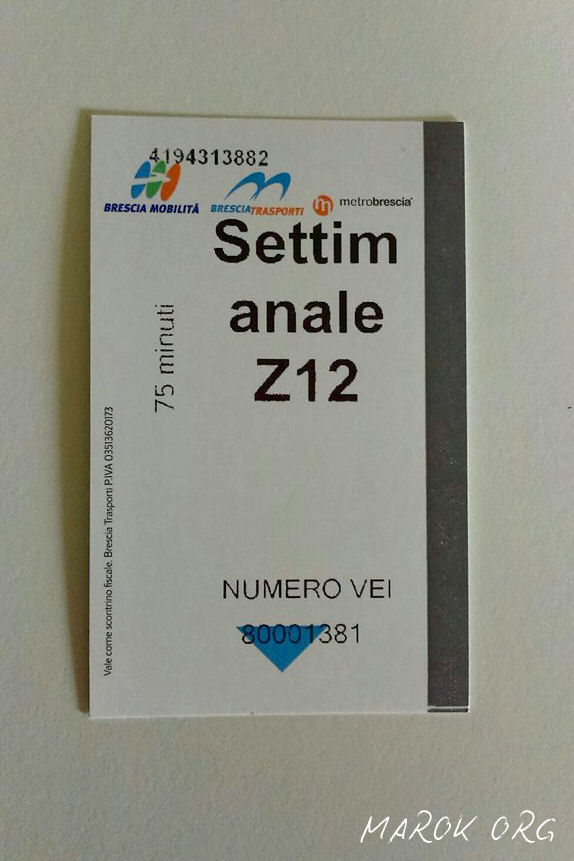 4194313882
BRESCIA MOBILITÀ
BRESCIATRASPORTI
metrobrescia
Settim
anale
Z12
75 minuti
Vale come scontrino fiscale. Brescia Trasporti P.IVA 03513620173
NUMERO VEI
80001381
MAROK ORG